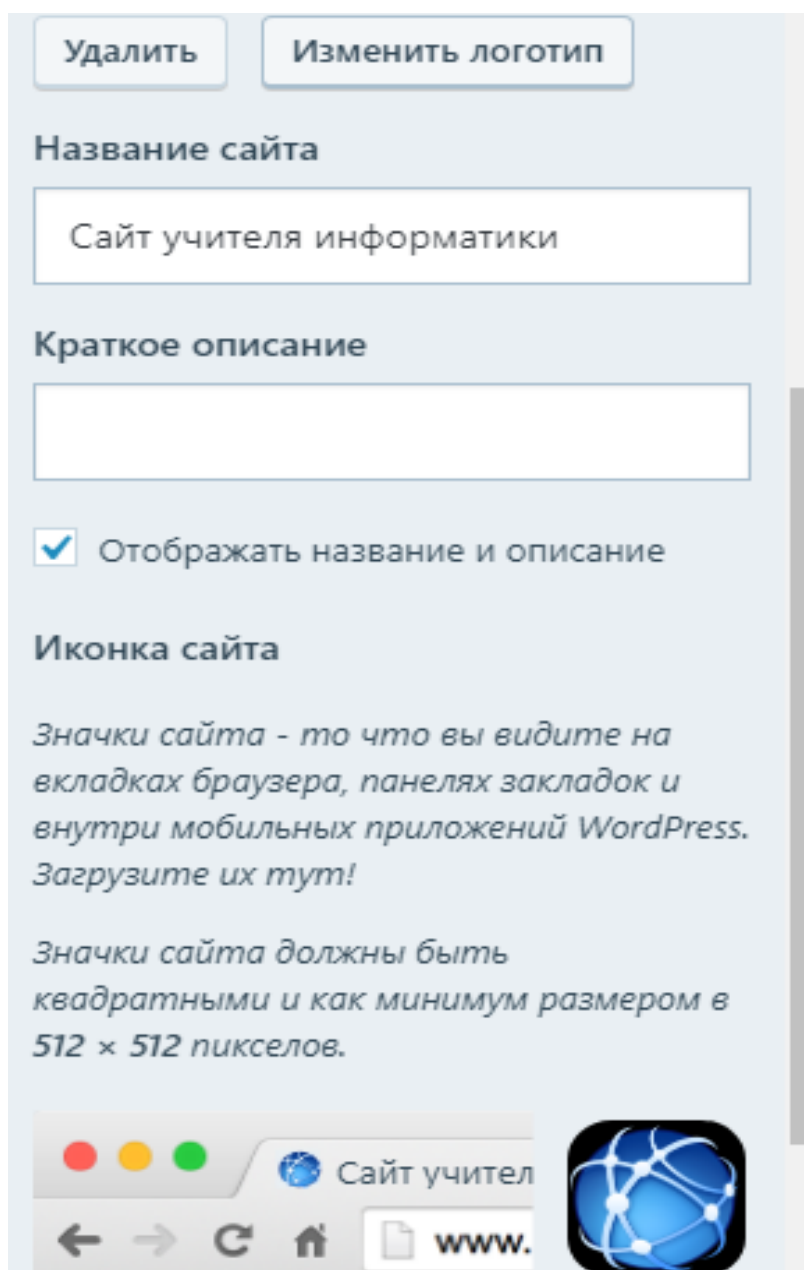 Удалить Изменить логотип
Название сайта
Сайт учителя информатики
Краткое описание
Отображать название и описание
Иконка сайта
Значки сайта - то что вы видите на
вкладках браузера, панелях закладок и
внутри мобильных приложений WordPress.
Загрузите их тут!
Значки сайта должны быть
квадратными и как минимум размером в
512 × 512 пикселов.
Сайт учител
www.